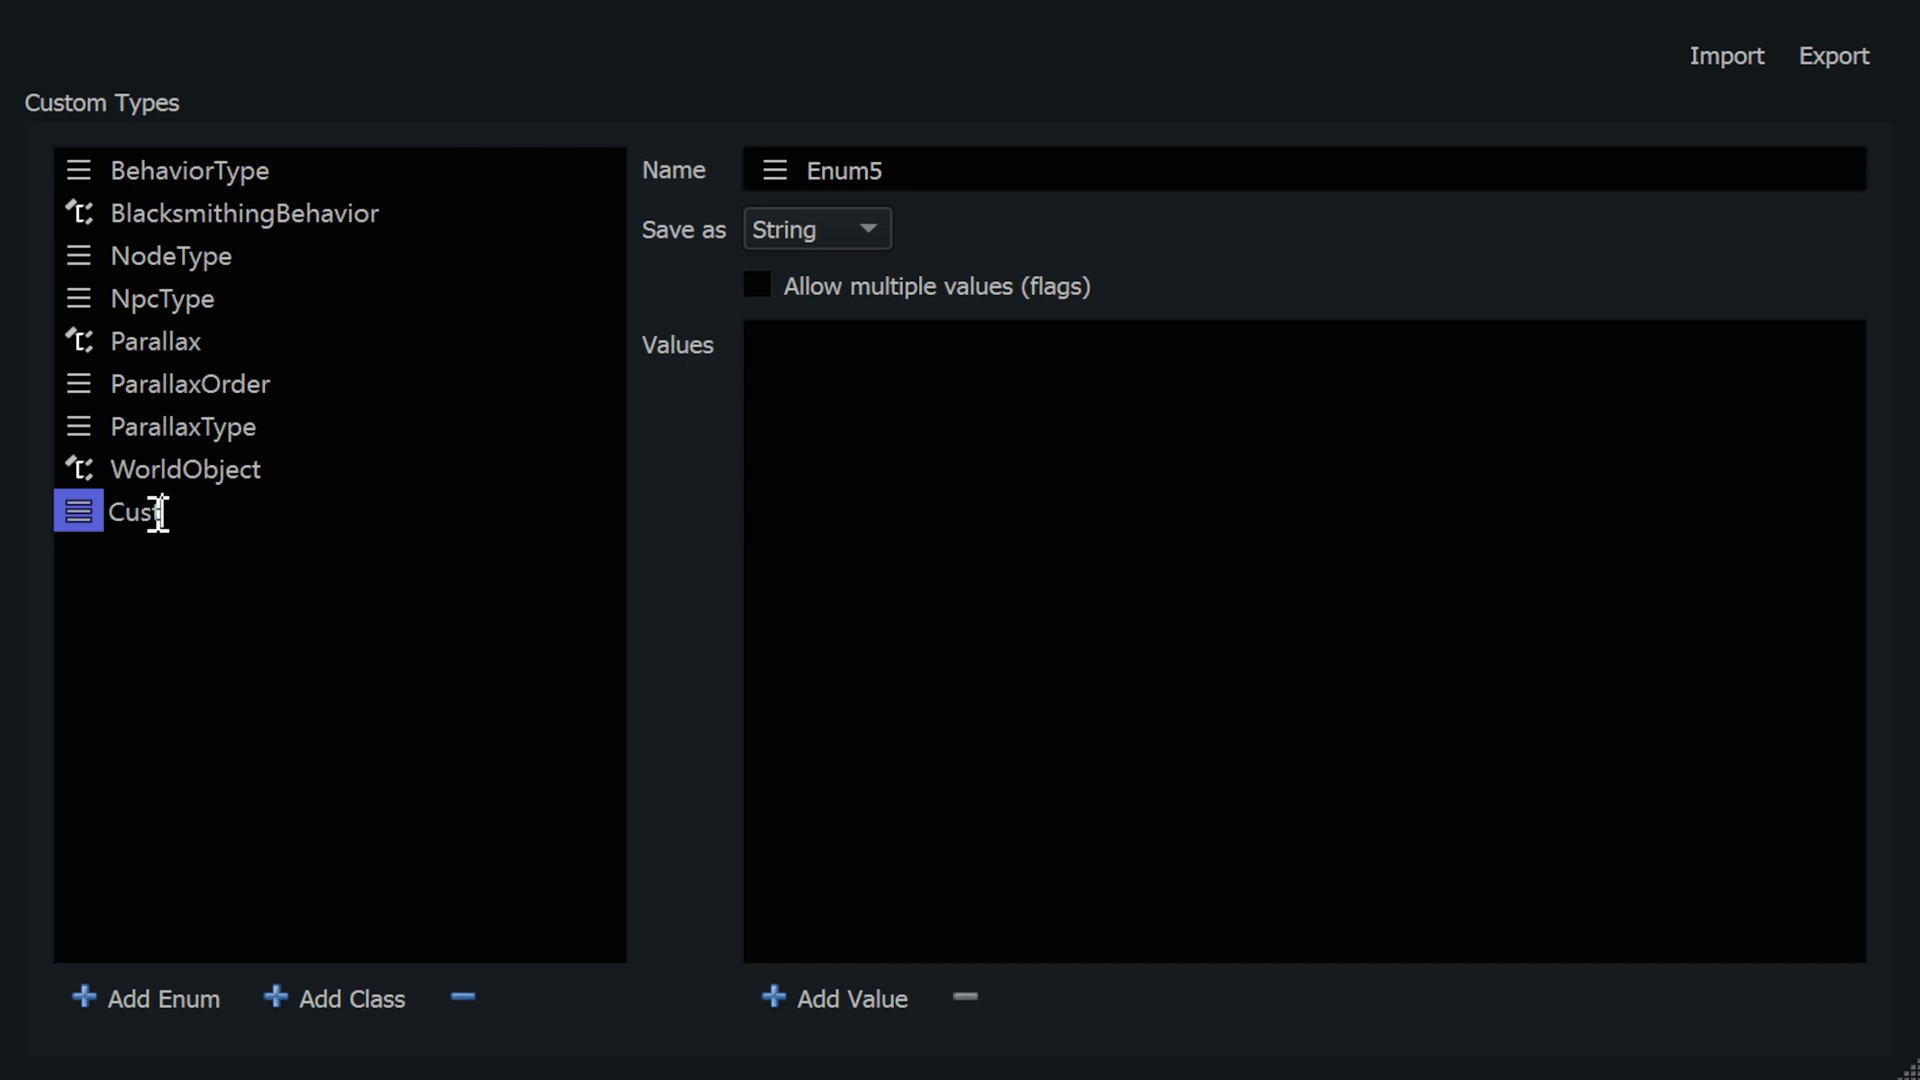 Import Export
Custom Types
BehaviorType
BlacksmithingBehavior
NodeType
NpcType
Parallax
ParallaxOrder
ParallaxType
WorldObject
Cust
Name Enum5
Save as String
Allow multiple values (flags)
Values
Add Enum Add Class
Add Value